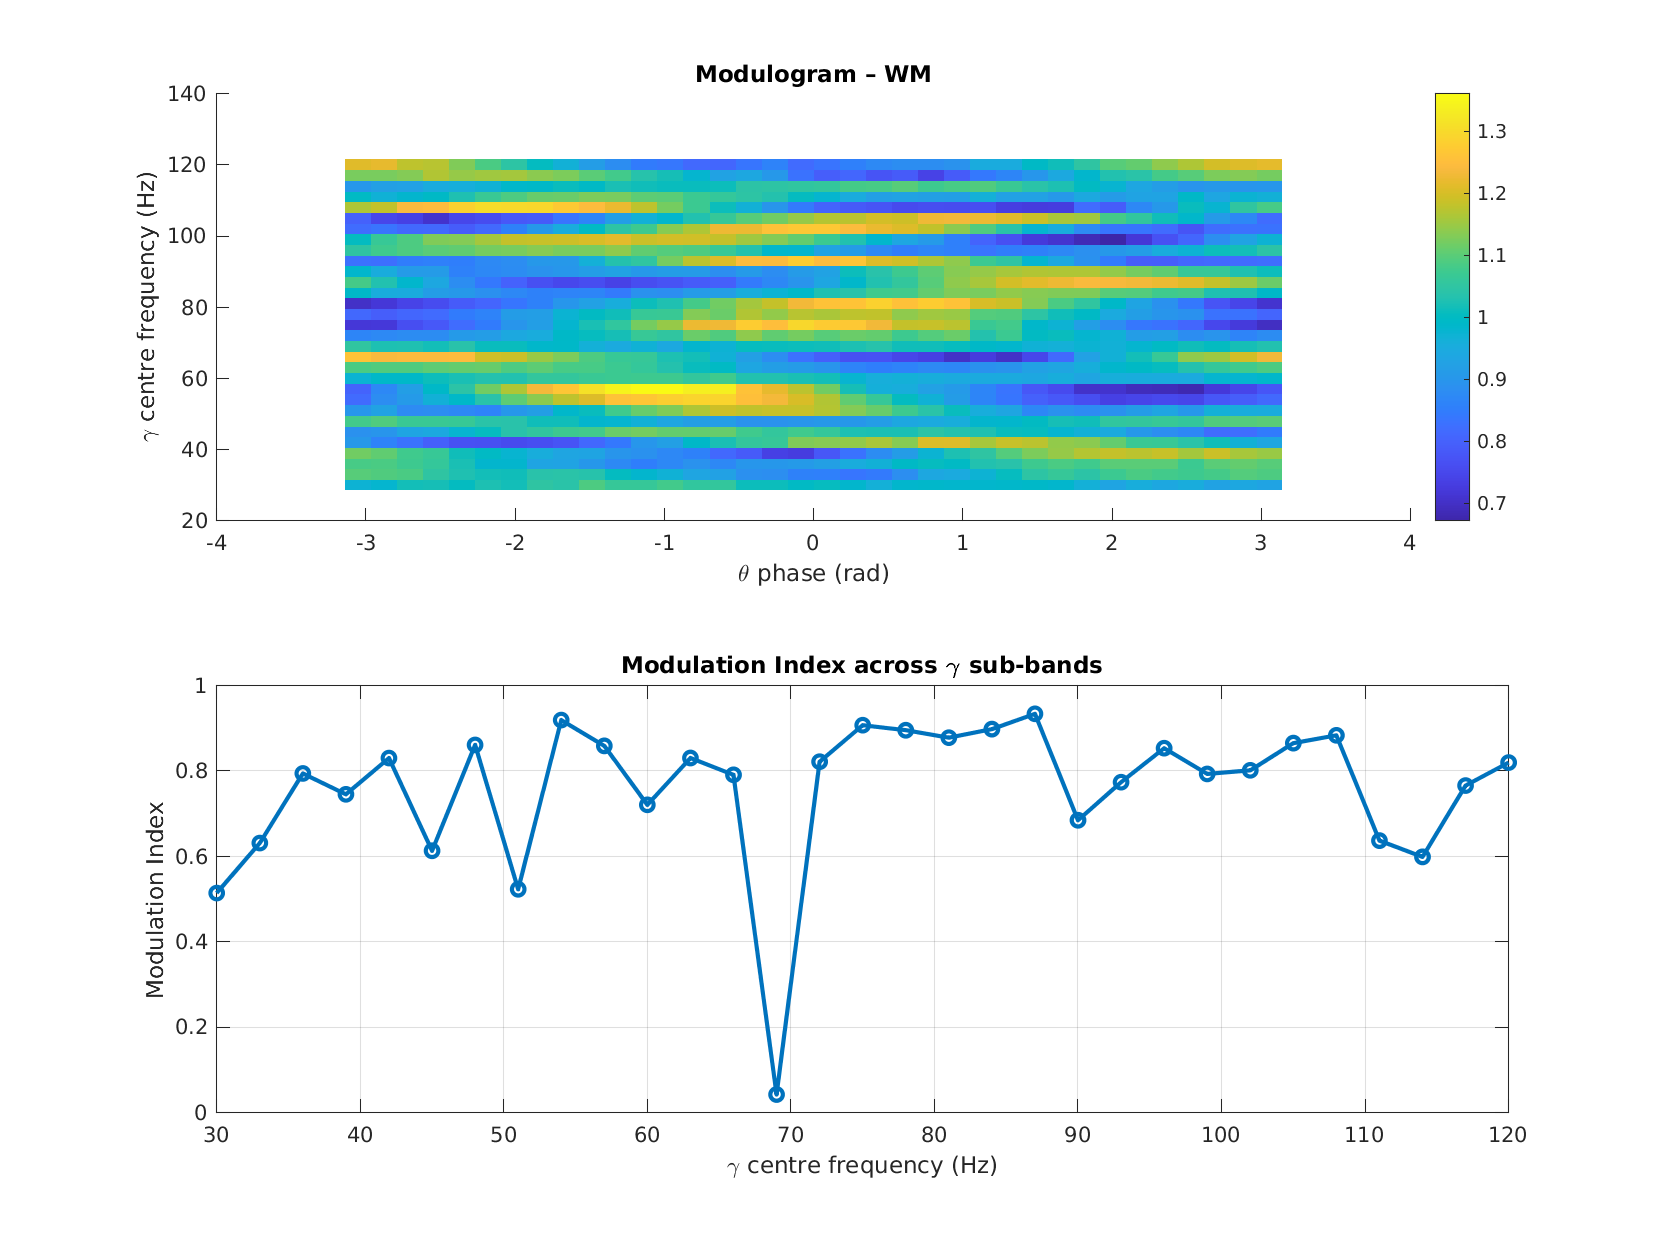 Modulogram – WM
140
120
100
80
60
40
20
γ centre frequency (Hz)
-4 -3 -2 -1 0 1 2 3 4
θ phase (rad)
1.3
1.2
1.1
1
0.9
0.8
0.7
Modulation Index across γ sub-bands
1
0.8
0.6
0.4
0.2
0
Modulation Index
30 40 50 60 70 80 90 100 110 120
γ centre frequency (Hz)